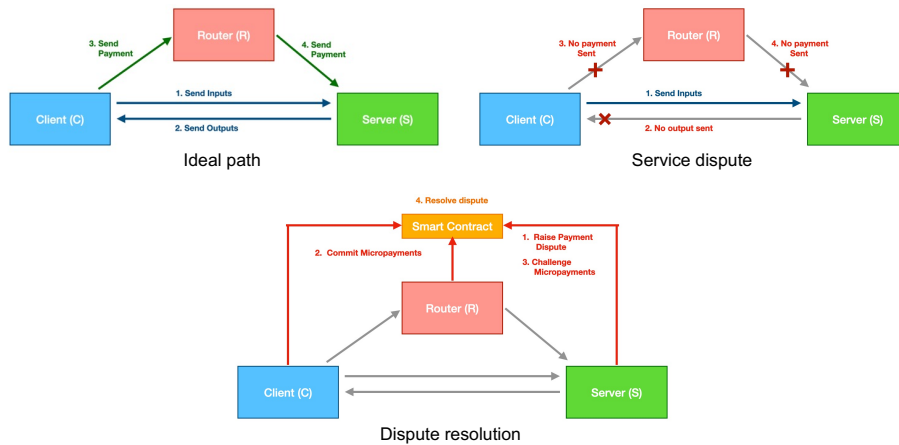 Router (R)
3. Send
Payment
4. Send
Payment
1. Send Inputs
Client (C)
Server (S)
2. Send Outputs
Ideal path
Router (R)
3. No payment
Sent
4. No payment
Sent
1. Send Inputs
Client (C)
Server (S)
2. No output sent
Service dispute
4. Resolve dispute
Smart Contract
1. Raise Payment
Dispute
2. Commit Micropayments
3. Challenge
Micropayments
Router (R)
Client (C)
Server (S)
Dispute resolution